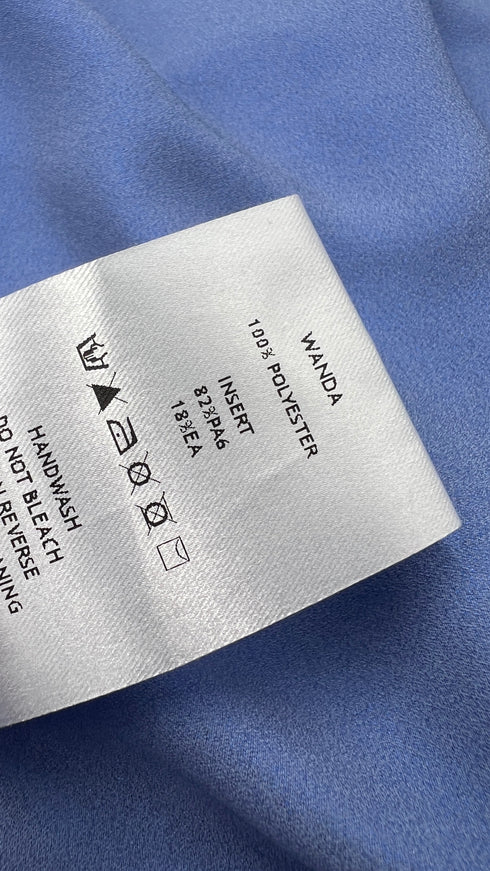 WANDA
100% POLYESTER
INSERT
82%PA6
18%EA
HANDWASH
DO NOT BLEACH
REVERSE